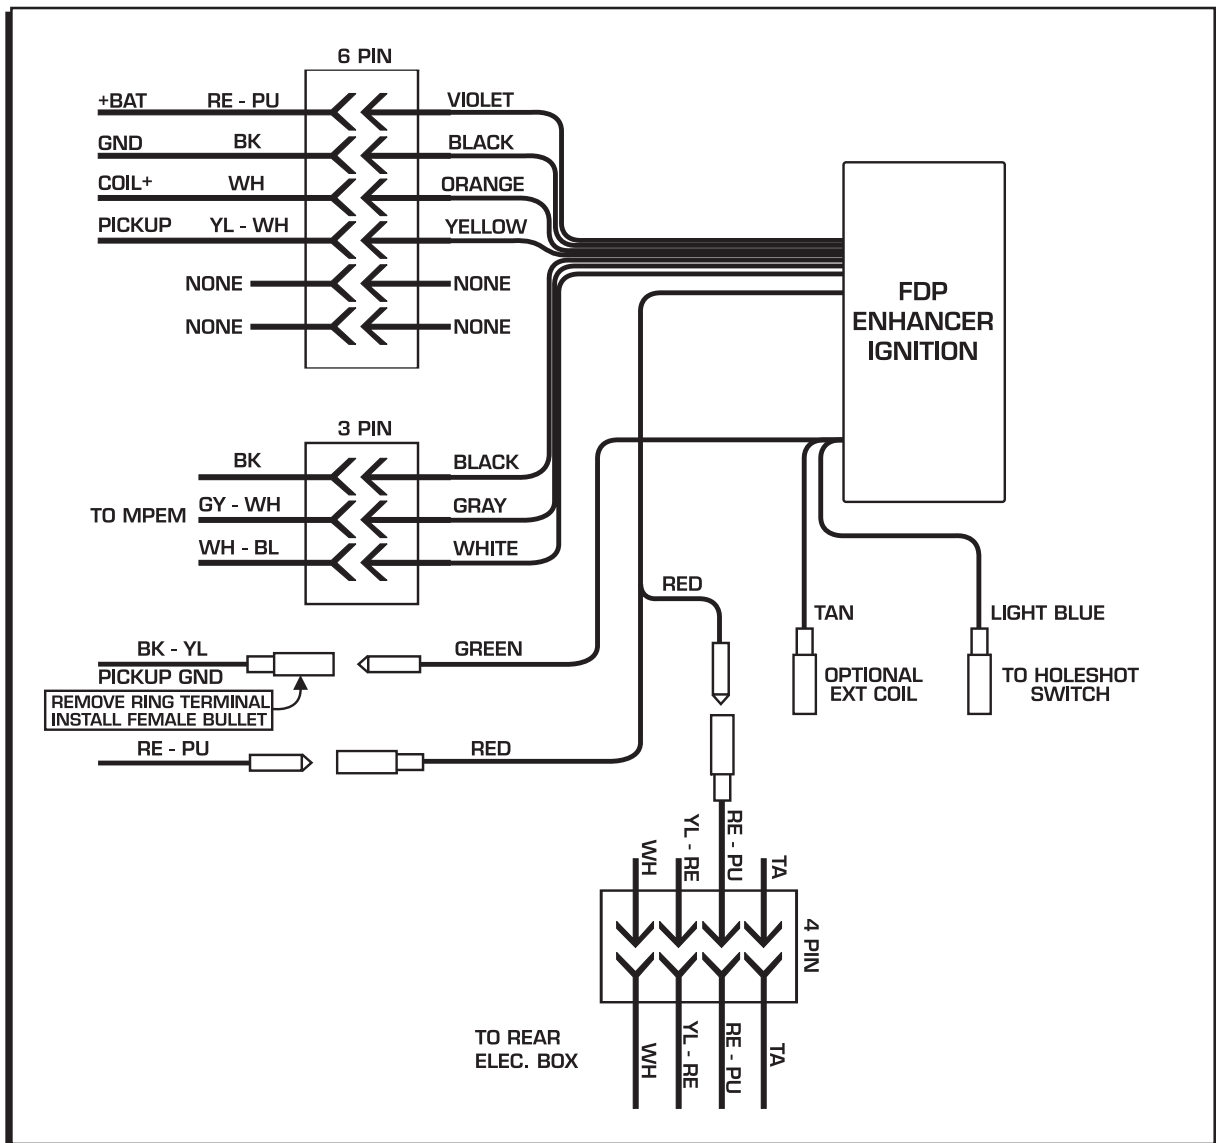 6 PIN
+BAT RE - PU VIOLET
GND BK BLACK
COIL+ WH ORANGE
PICKUP YL - WH YELLOW
NONE NONE
NONE NONE
FDP
ENHANCER
IGNITION
3 PIN
BK BLACK
TO MPEM GY - WH GRAY
WH - BL WHITE
RED
TAN
LIGHT BLUE
BK - YL GREEN
PICKUP GND
REMOVE RING TERMINAL
INSTALL FEMALE BULLET
OPTIONAL
EXT COIL
TO HOLESHOT
SWITCH
RE - PU RED
WH
YL - RE
RE - PU
TA
4 PIN
TO REAR
ELEC. BOX
WH
YL - RE
RE - PU
TA